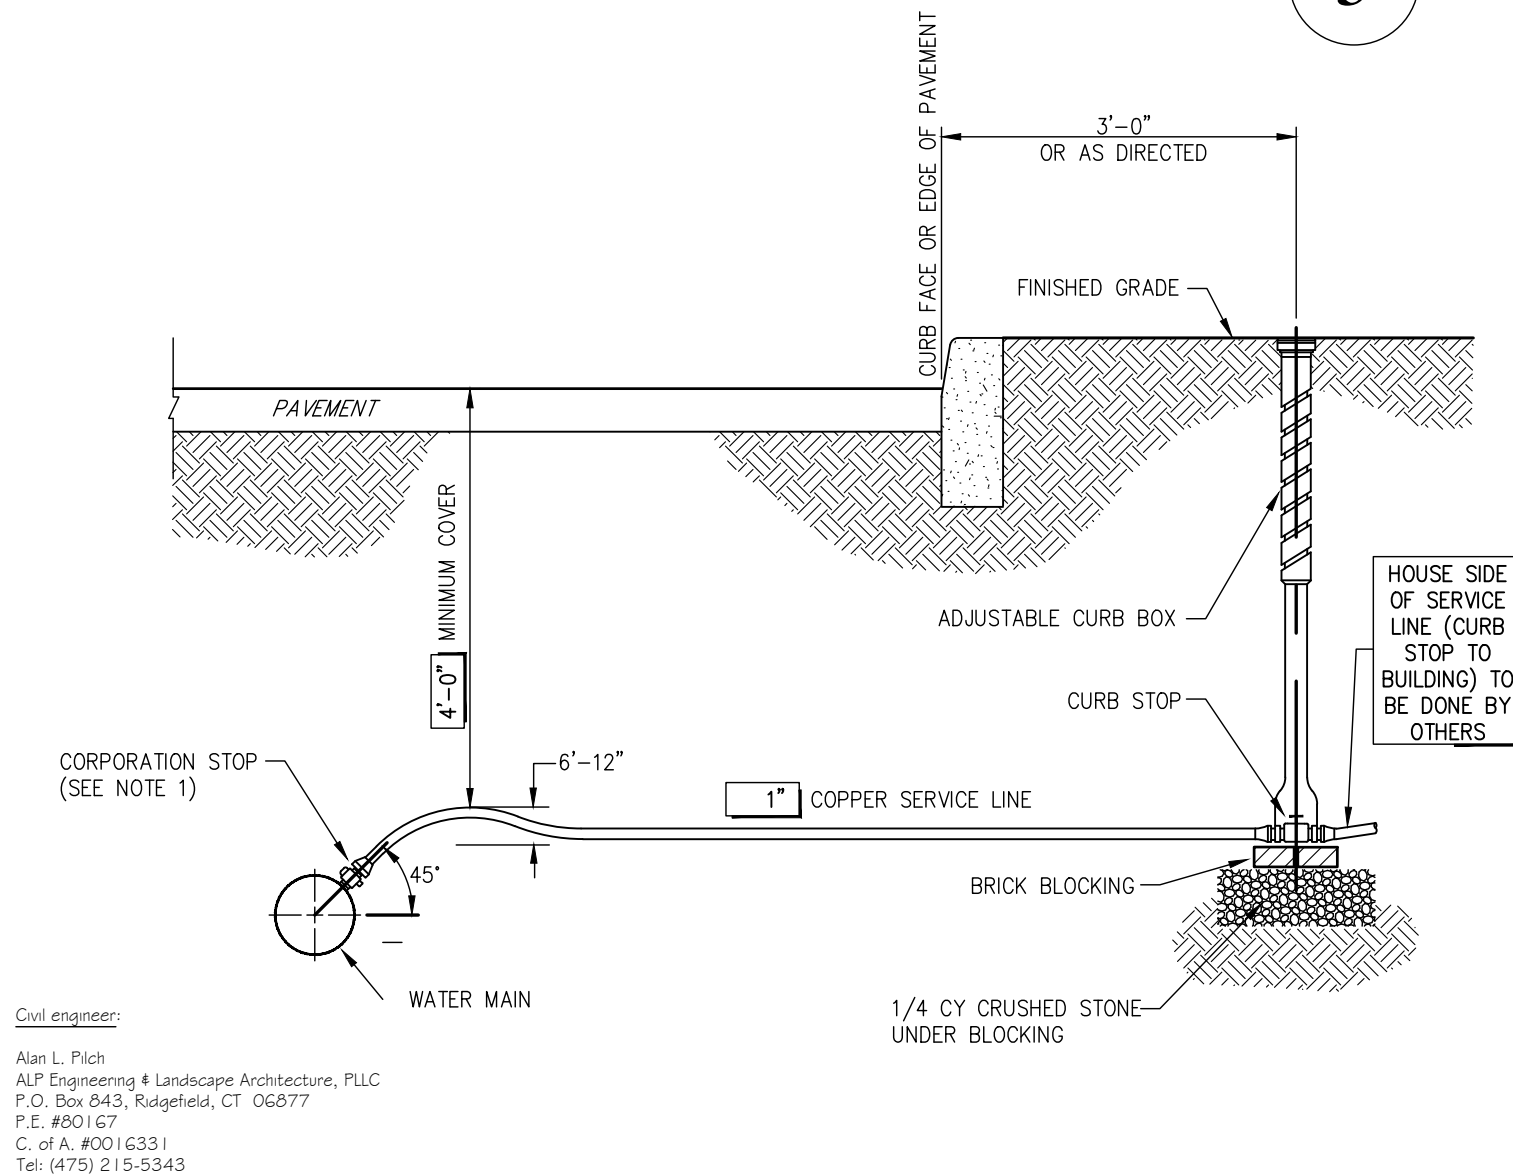 CURB FACE OR EDGE OF PAVEMENT
3'-0"
OR AS DIRECTED
FINISHED GRADE
PAVEMENT
4'-0" MINIMUM COVER
ADJUSTABLE CURB BOX
HOUSE SIDE
OF SERVICE
LINE (CURB
STOP TO
BUILDING) TO
BE DONE BY
OTHERS
CURB STOP
CORPORATION STOP
(SEE NOTE 1)
6'-12"
1" COPPER SERVICE LINE
45°
BRICK BLOCKING
WATER MAIN
1/4 CY CRUSHED STONE
UNDER BLOCKING
Civil engineer:
Alan L. Pilch
ALP Engineering & Landscape Architecture, PLLC
P.O. Box 843, Ridgefield, CT 06877
P.E. #80167
C. of A. #0016331
Tel: (475) 215-5343